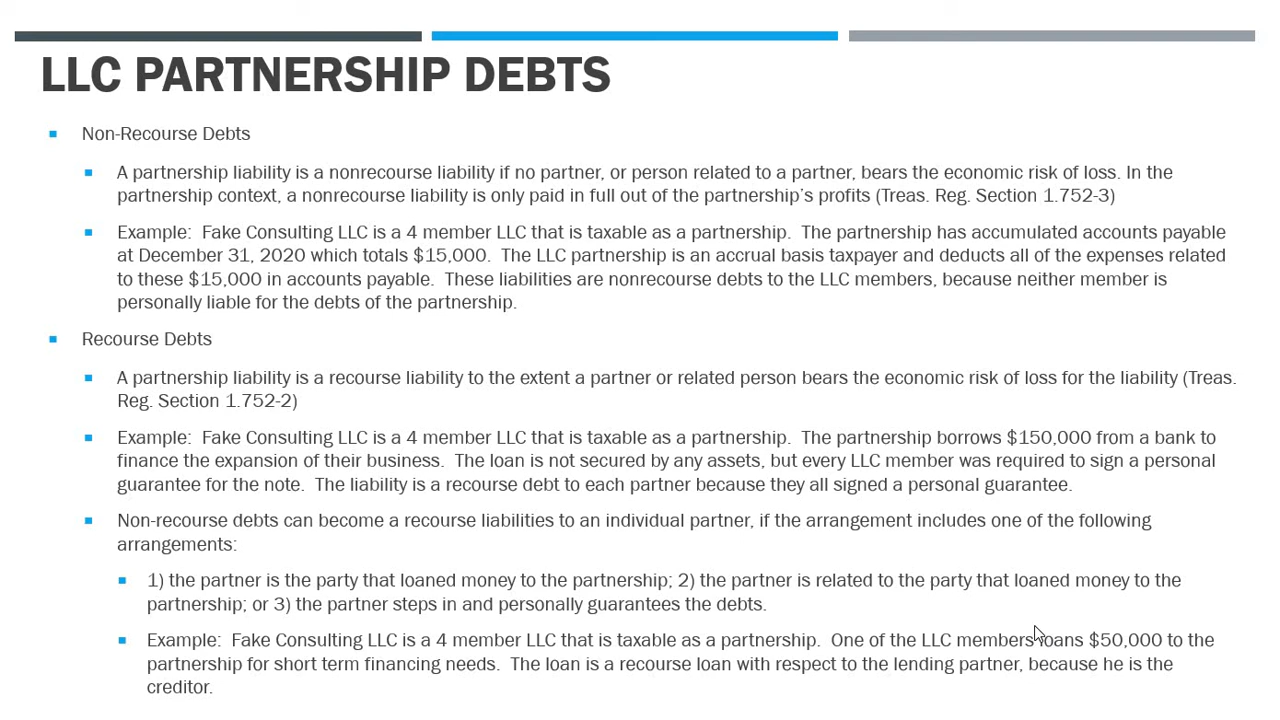 LLC PARTNERSHIP DEBTS
Non-Recourse Debts
A partnership liability is a nonrecourse liability if no partner, or person related to a partner, bears the economic risk of loss. In the
partnership context, a nonrecourse liability is only paid in full out of the partnership's profits (Treas. Reg. Section 1.752-3)
Example:  Fake Consulting LLC is a 4 member LLC that is taxable as a partnership.  The partnership has accumulated accounts payable
at December 31, 2020 which totals $15,000.  The LLC partnership is an accrual basis taxpayer and deducts all of the expenses related
to these $15,000 in accounts payable.  These liabilities are nonrecourse debts to the LLC members, because neither member is
personally liable for the debts of the partnership.
Recourse Debts
A partnership liability is a recourse liability to the extent a partner or related person bears the economic risk of loss for the liability (Treas.
Reg. Section 1.752-2)
Example:  Fake Consulting LLC is a 4 member LLC that is taxable as a partnership.  The partnership borrows $150,000 from a bank to
finance the expansion of their business.  The loan is not secured by any assets, but every LLC member was required to sign a personal
guarantee for the note.  The liability is a recourse debt to each partner because they all signed a personal guarantee.
Non-recourse debts can become a recourse liabilities to an individual partner, if the arrangement includes one of the following
arrangements:
1) the partner is the party that loaned money to the partnership; 2) the partner is related to the party that loaned money to the
partnership; or 3) the partner steps in and personally guarantees the debts.
Example:  Fake Consulting LLC is a 4 member LLC that is taxable as a partnership.  One of the LLC members loans $50,000 to the
partnership for short term financing needs.  The loan is a recourse loan with respect to the lending partner, because he is the
creditor.